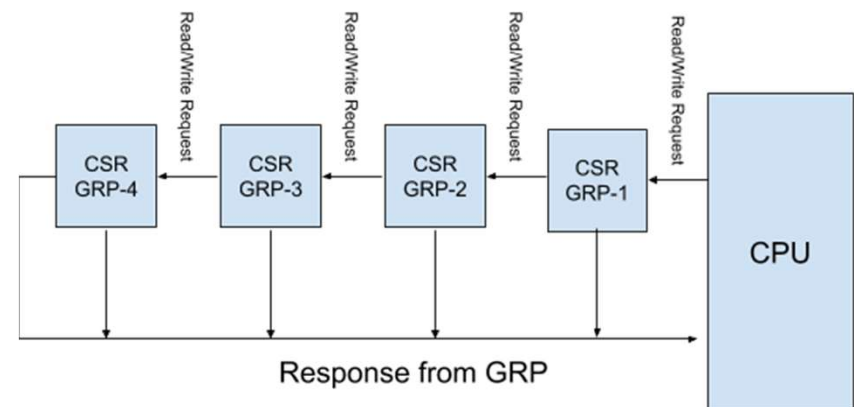 Read/Write Request
Read/Write Request
Read/Write Request
Read/Write Request
CSR
GRP-4
CSR
GRP-3
CSR
GRP-2
CSR
GRP-1
CPU
Response from GRP